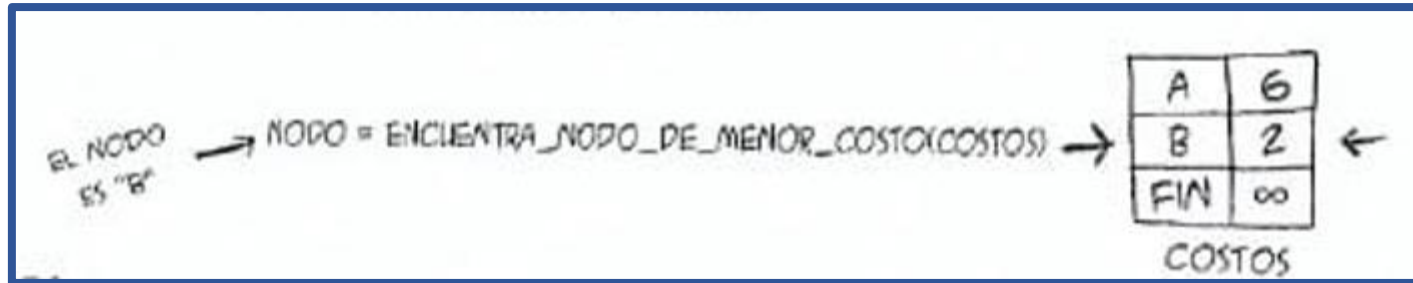 EL NODO
ES "B"
NODO = ENCUENTRA_NODO_DE_MENOR_COSTO(COSTOS)
A 6
B 2
FIN ∞
COSTOS